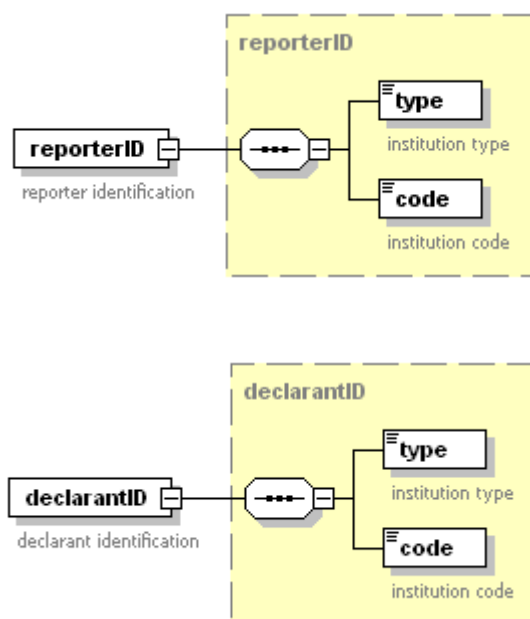 reporterID
type
institution type
reporterID
reporter identification
code
institution code
declarantID
type
institution type
declarantID
declarant identification
code
institution code